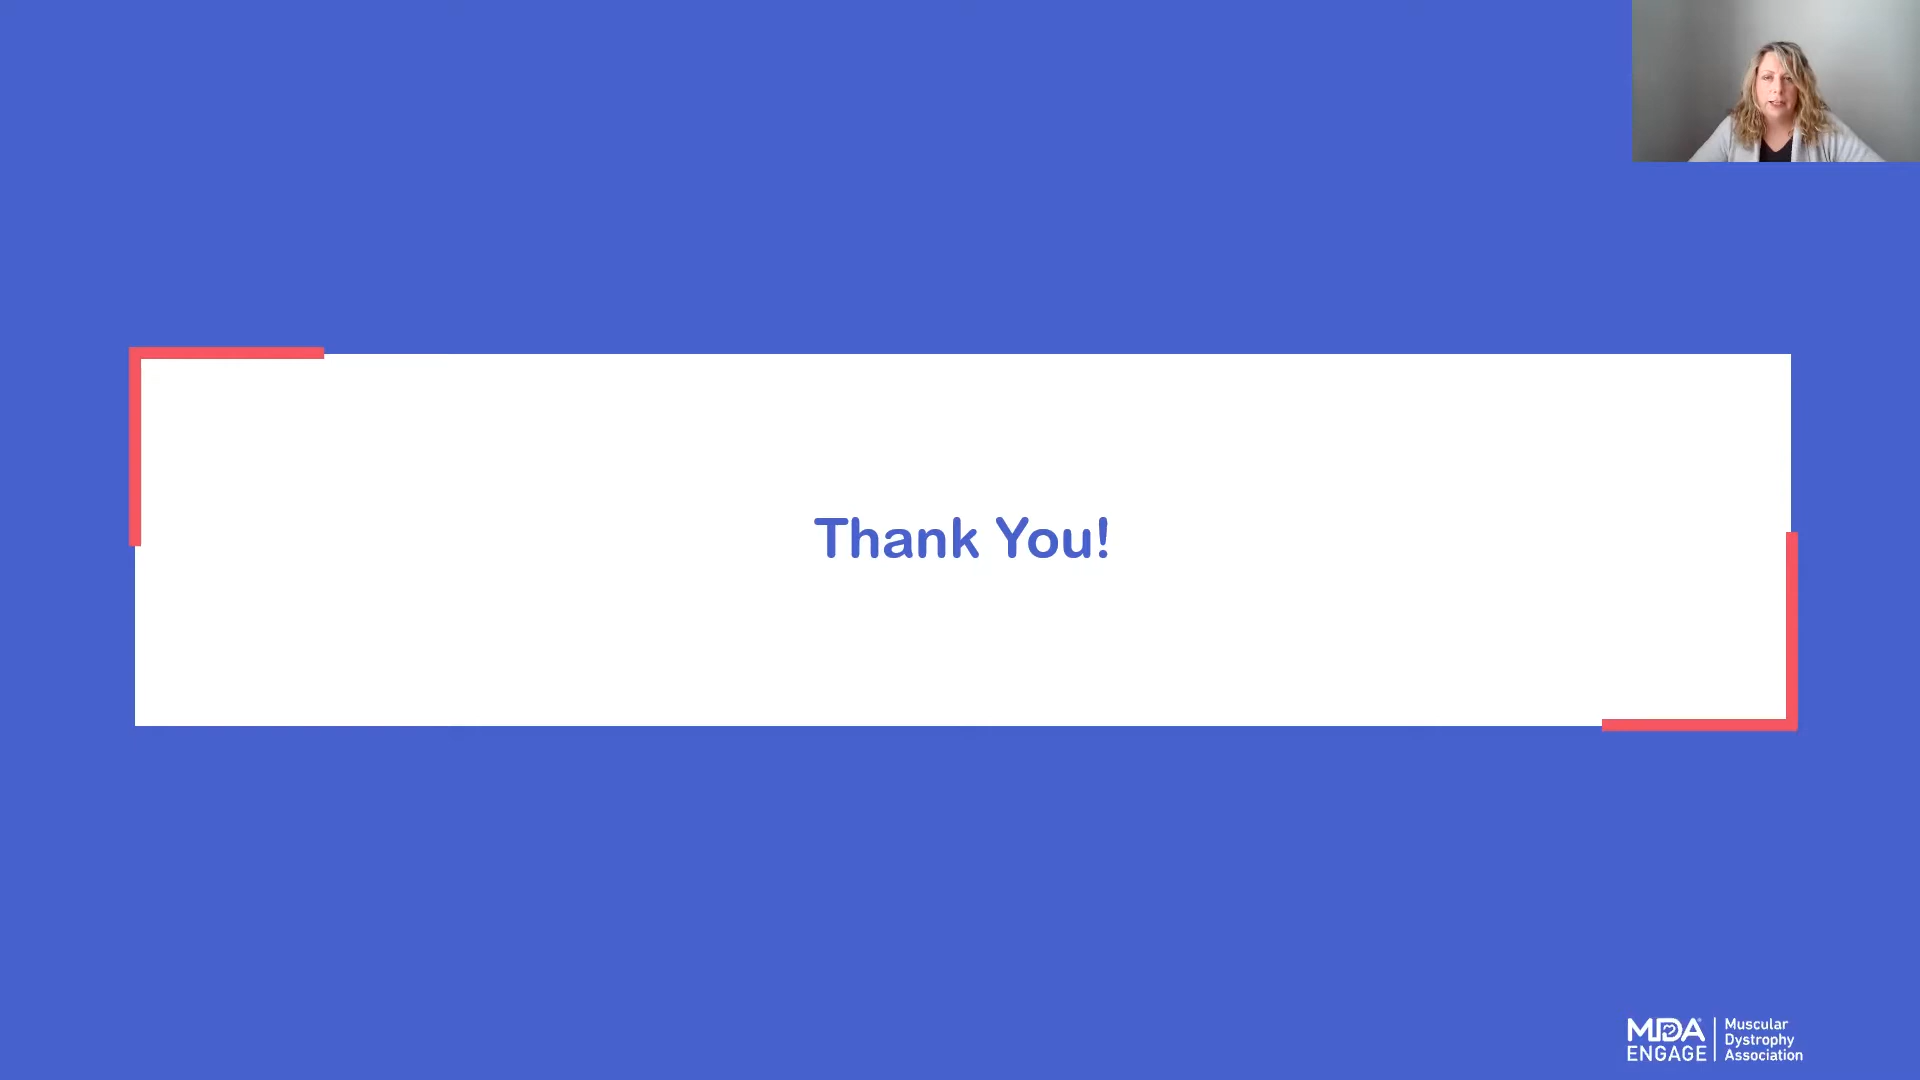 Thank You!
MDA
ENGAGE
Muscular
Dystrophy
Association